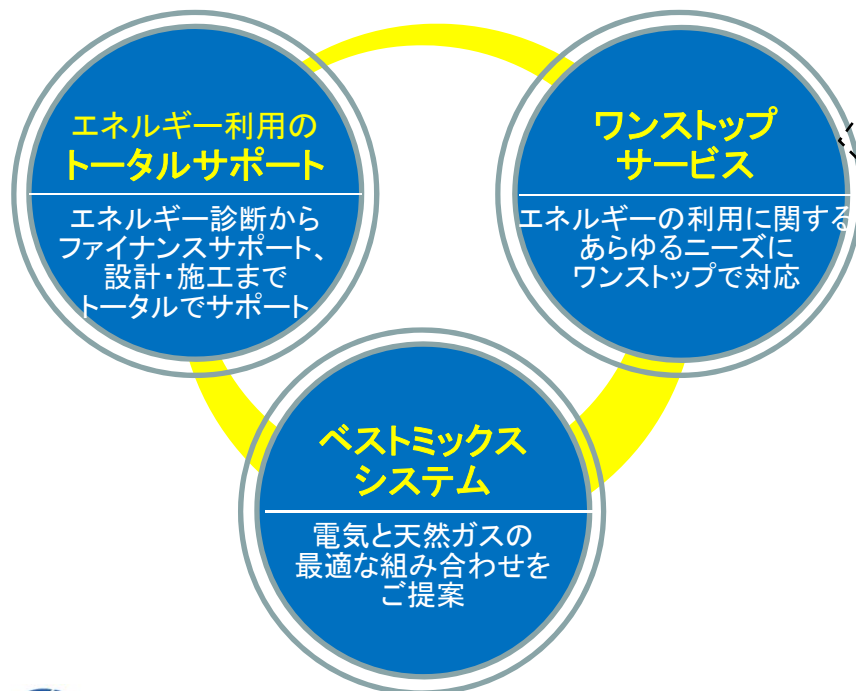 エネルギー利用の
トータルサポート
エネルギー診断から
ファイナンスサポート、
設計・施工まで
トータルでサポート
ワンストップ
サービス
エネルギーの利用に関する
あらゆるニーズに
ワンストップで対応
ベストミックス
システム
電気と天然ガスの
最適な組み合わせを
ご提案